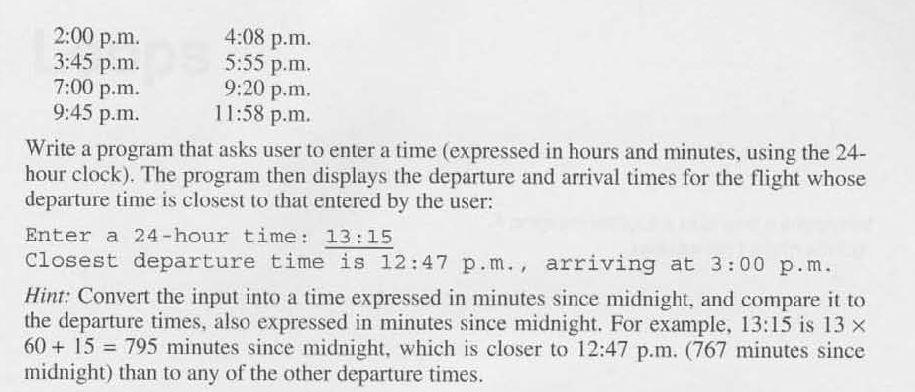 2:00 p.m. 4:08 p.m.
3:45 p.m. 5:55 p.m.
7:00 p.m. 9:20 p.m.
9:45 p.m. 11:58 p.m.
Write a program that asks user to enter a time (expressed in hours and minutes, using the 24-
hour clock). The program then displays the departure and arrival times for the flight whose
departure time is closest to that entered by the user:
Enter a 24-hour time: 13:15
Closest departure time is 12:47 p.m., arriving at 3:00 p.m.
Hint: Convert the input into a time expressed in minutes since midnight, and compare it to
the departure times, also expressed in minutes since midnight. For example, 13:15 is 13 ×
60 + 15 = 795 minutes since midnight, which is closer to 12:47 p.m. (767 minutes since
midnight) than to any of the other departure times.